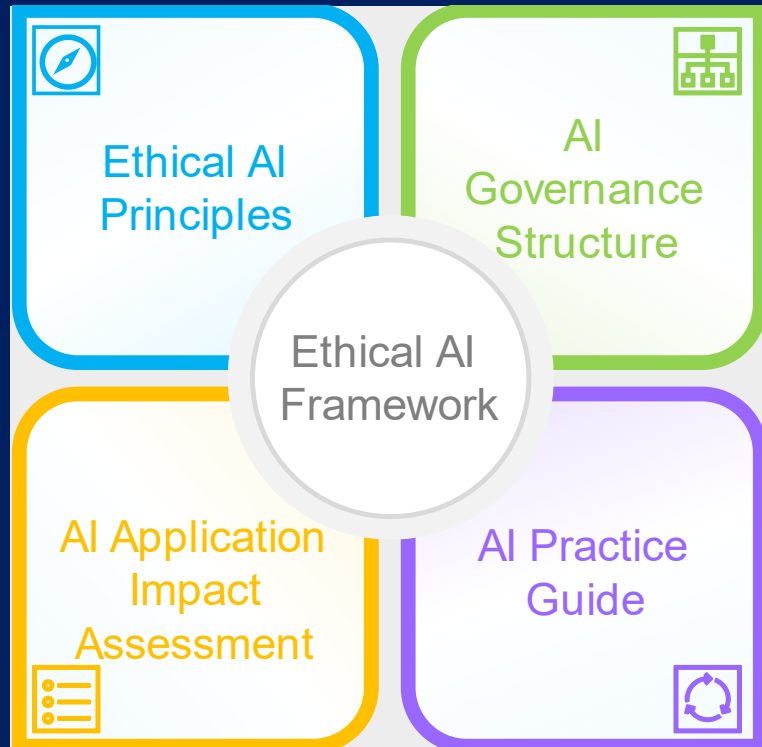 Ethical AI
Principles
AI
Governance
Structure
Ethical AI
Framework
AI Application
Impact
Assessment
AI Practice
Guide